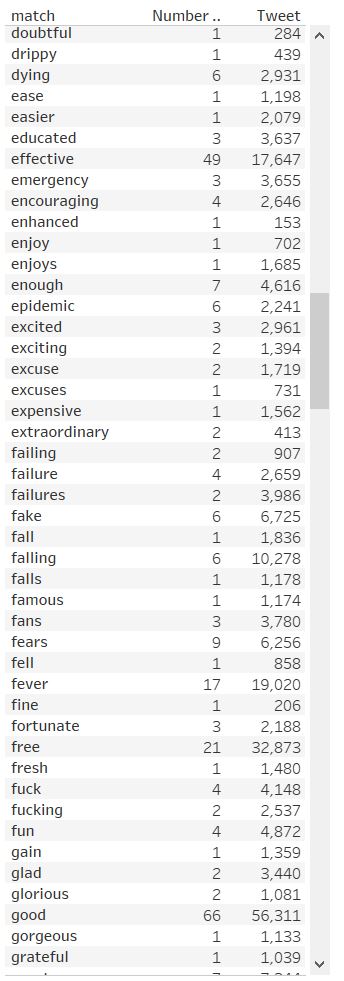 match Number .. Tweet
doubtful 1 284
drippy 1 439
dying 6 2,931
ease 1 1,198
easier 1 2,079
educated 3 3,637
effective 49 17,647
emergency 3 3,655
encouraging 4 2,646
enhanced 1 153
enjoy 1 702
enjoys 1 1,685
enough 7 4,616
epidemic 6 2,241
excited 3 2,961
exciting 2 1,394
excuse 2 1,719
excuses 1 731
expensive 1 1,562
extraordinary 2 413
failing 2 907
failure 4 2,659
failures 2 3,986
fake 6 6,725
fall 1 1,836
falling 6 10,278
falls 1 1,178
famous 1 1,174
fans 3 3,780
fears 9 6,256
fell 1 858
fever 17 19,020
fine 1 206
fortunate 3 2,188
free 21 32,873
fresh 1 1,480
fuck 4 4,148
fucking 2 2,537
fun 4 4,872
gain 1 1,359
glad 2 3,440
glorious 2 1,081
good 66 56,311
gorgeous 1 1,133
grateful 1 1,039